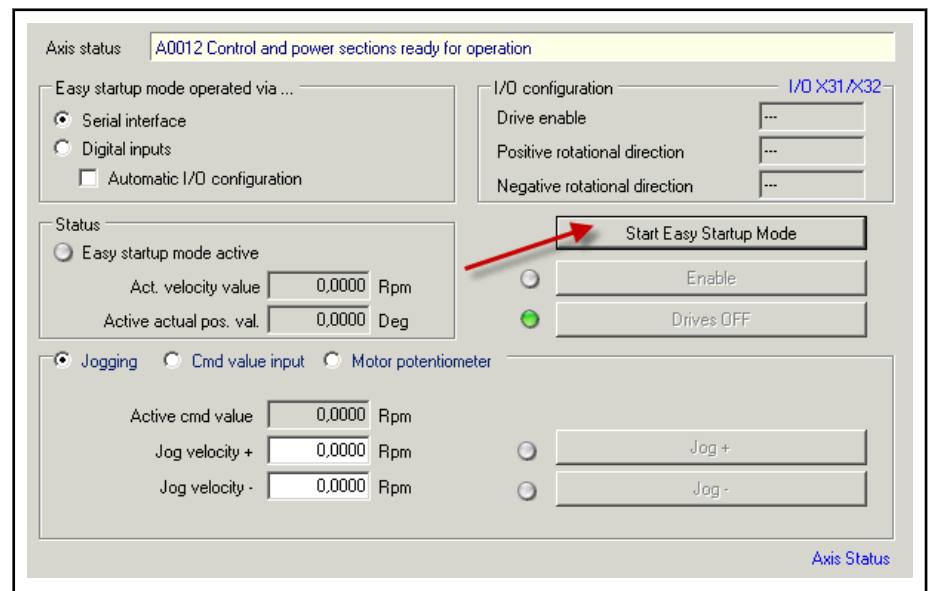 Axis status A0012 Control and power sections ready for operation
Easy startup mode operated via ...
Serial interface
Digital inputs
Automatic I/O configuration
I/O configuration I/O X31/X32
Drive enable ---
Positive rotational direction ---
Negative rotational direction ---
Status
Easy startup mode active
Act. velocity value 0,0000 Rpm
Active actual pos. val. 0,0000 Deg
Start Easy Startup Mode
Enable
Drives OFF
Jogging Cmd value input Motor potentiometer
Active cmd value 0,0000 Rpm
Jog velocity + 0,0000 Rpm
Jog velocity - 0,0000 Rpm
Jog +
Jog -
Axis Status